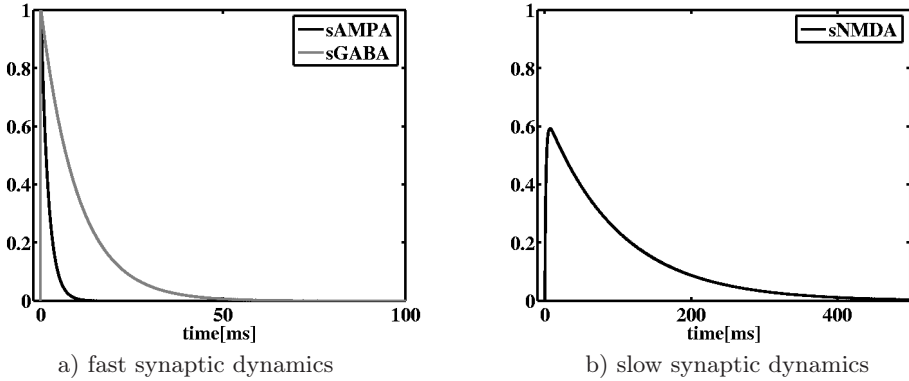 1
0.8
0.6
0.4
0.2
0
0
50
100
time[ms]
sAMPA
sGABA
a) fast synaptic dynamics
1
0.8
0.6
0.4
0.2
0
0
200
400
time[ms]
sNMDA
b) slow synaptic dynamics